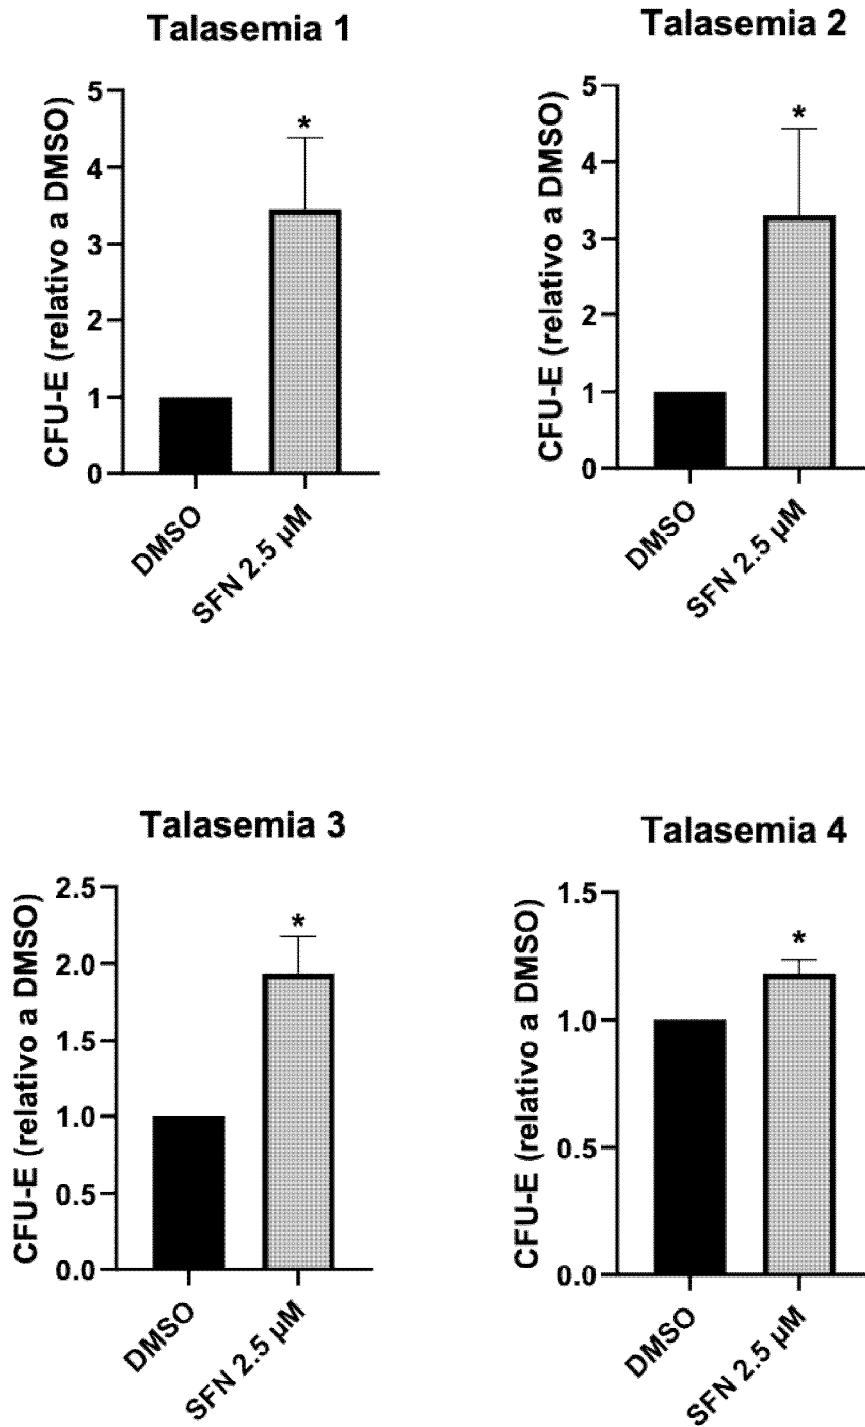 Talasemia 1
CFU-E (relativo a DMSO)
5
4
3
2
1
0
*
DMSO
SFN 2.5 µM
Talasemia 2
CFU-E (relativo a DMSO)
5
4
3
2
1
0
*
DMSO
SFN 2.5 µM
Talasemia 3
CFU-E (relativo a DMSO)
2.5
2.0
1.5
1.0
0.5
0.0
*
DMSO
SFN 2.5 µM
Talasemia 4
CFU-E (relativo a DMSO)
1.5
1.0
0.5
0.0
*
DMSO
SFN 2.5 µM